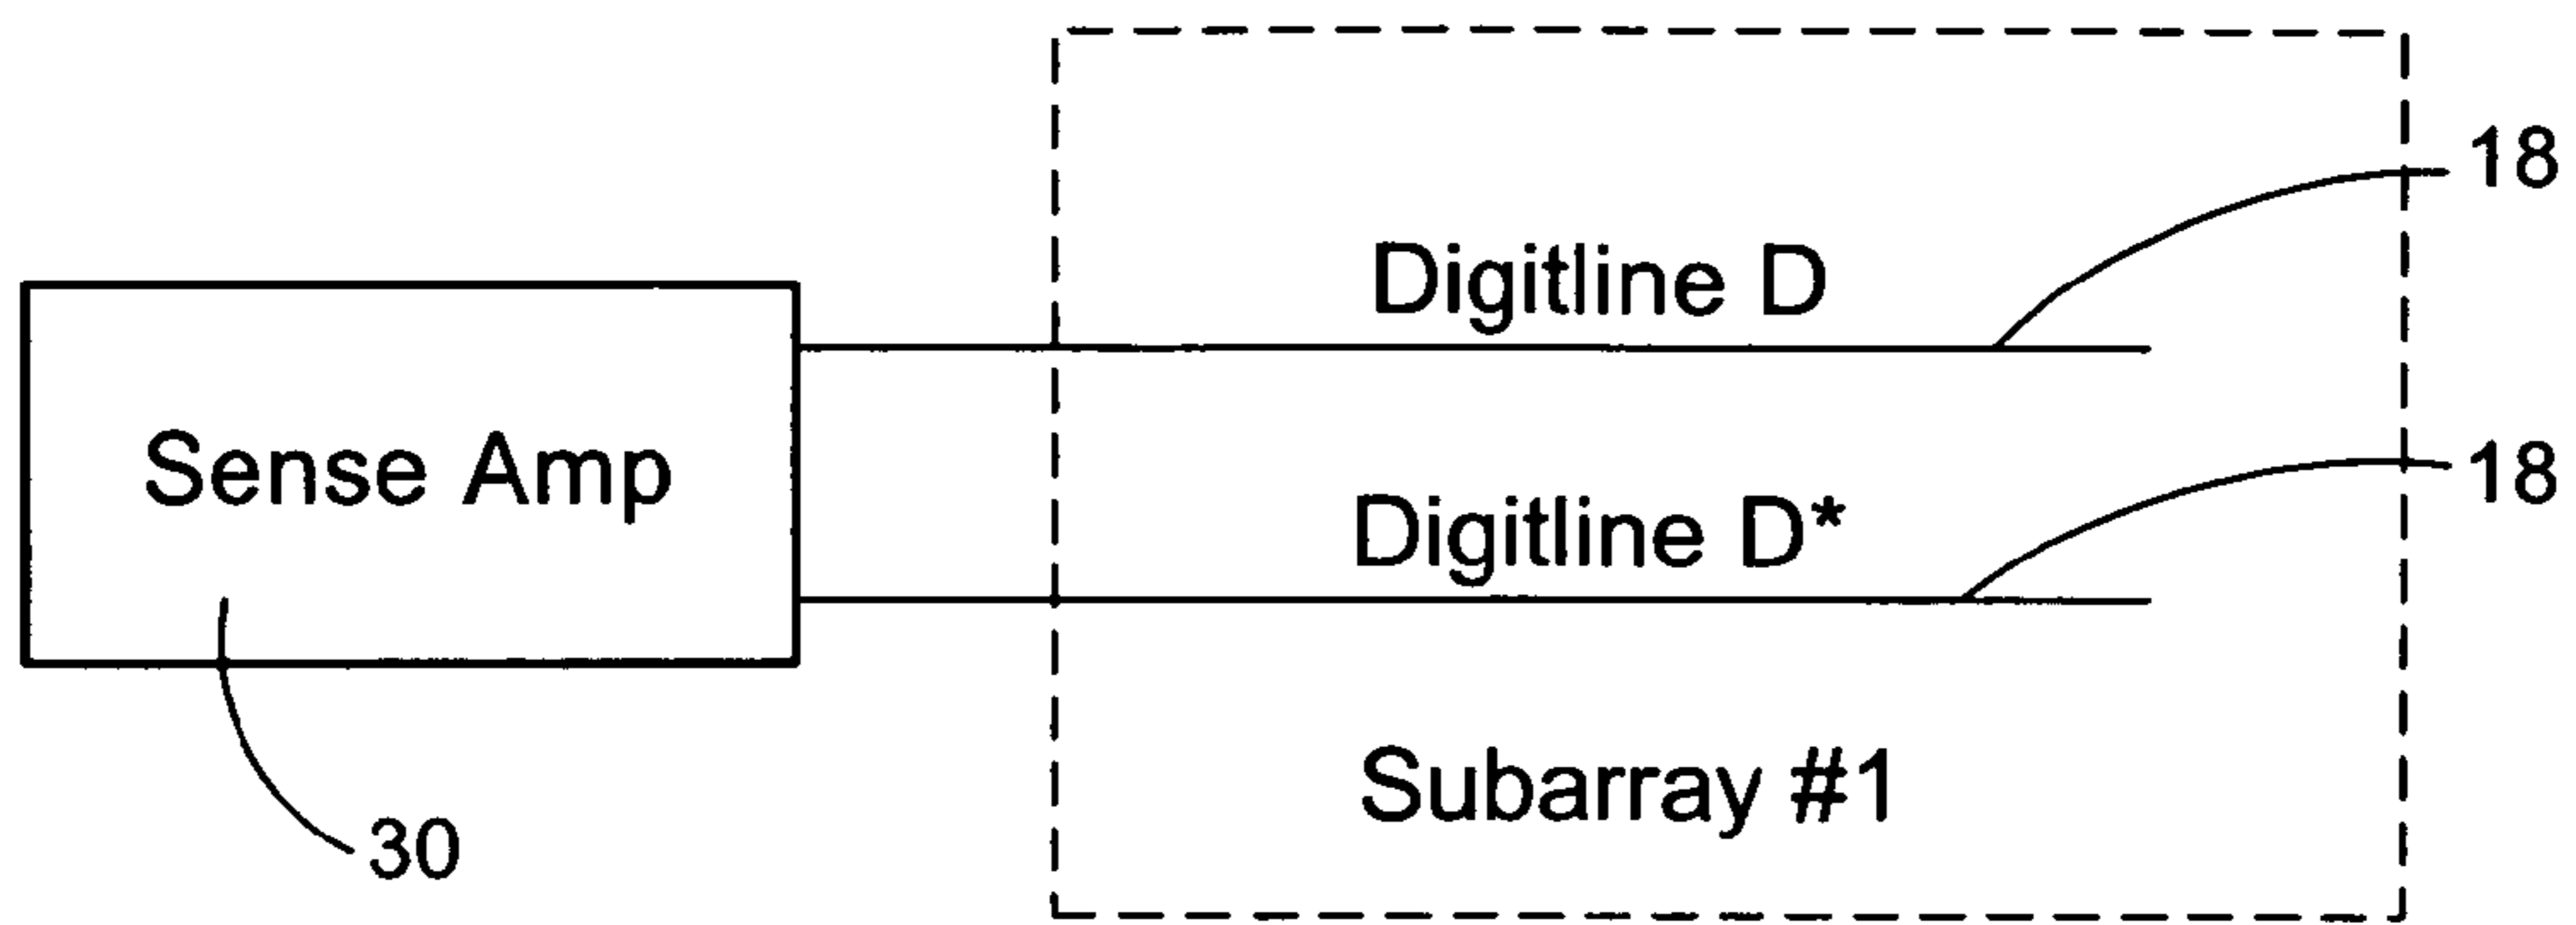 18
Digitline D
Sense Amp
18
Digitline D*
Subarray #1
30